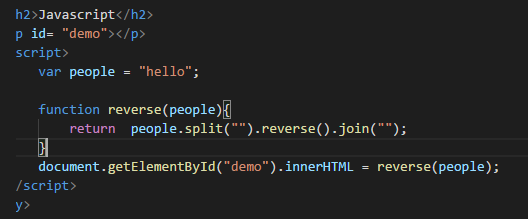 h2>Javascript</h2>
p id= "demo"></p>
script>
var people = "hello";
function reverse(people){
return  people.split("").reverse().join("");
}
document.getElementById("demo").innerHTML = reverse(people);
/script>
y>